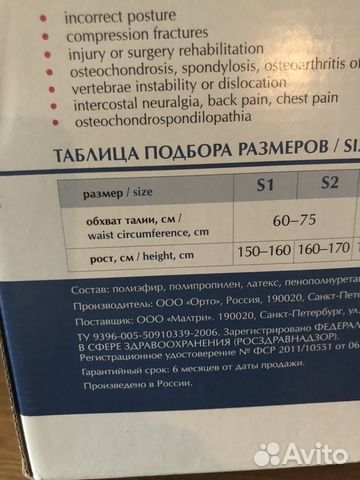 incorrect posture
compression fractures
injury or surgery rehabilitation
osteochondrosis, spondylosis, osteoarthritis of
vertebrae instability or dislocation
intercostal neuralgia, back pain, chest pain
osteochondrospondilopathia
ТАБЛИЦА ПОДБОРА РАЗМЕРОВ / SI
размер / size S1 S2
обхват талии, см / waist circumference, cm 60–75
рост, см / height, cm 150–160 160–170
Состав: полиэфир, полипропилен, латекс, пенополиуретан
Производитель: ООО «Орто», Россия, 190020, Санкт-Пете
Поставщик: ООО «Малтри». 190020, Санкт-Петербург, ул.
ТУ 9396-005-50910339-2006. Зарегистрировано ФЕДЕРАЛ
В СФЕРЕ ЗДРАВООХРАНЕНИЯ (РОСЗДРАВНАДЗОР).
Регистрационное удостоверение № ФСР 2011/10551 от 06
Гарантийный срок: 6 месяцев от даты продажи.
Произведено в России.
Avito